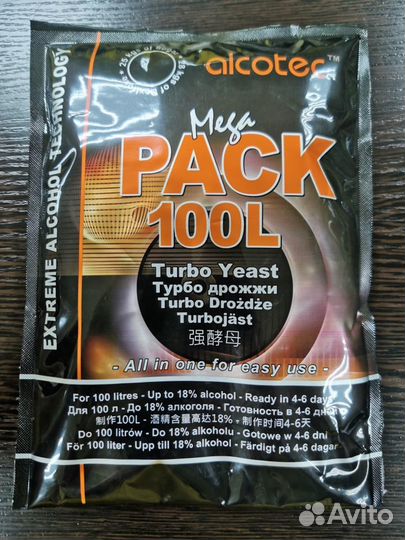 alcotec™
EXTREME ALCOHOL TECHNOLOGY
Mega
PACK
100L
Turbo Yeast
Турбо дрожжи
Turbo Drożdże
Turbojäst
强酵母
- All in one for easy use -
For 100 litres - Up to 18% alcohol - Ready in 4-6 days
Для 100 л - До 18% алкоголя - Готовность в 4-6 дней
制作100L - 酒精含量高达18% - 制作时间4-6天
Do 100 litrów - Do 18% alkoholu - Gotowe w 4-6 dni
För 100 liter - Upp till 18% alkohol - Färdigt på 4-6 dagar
Avito